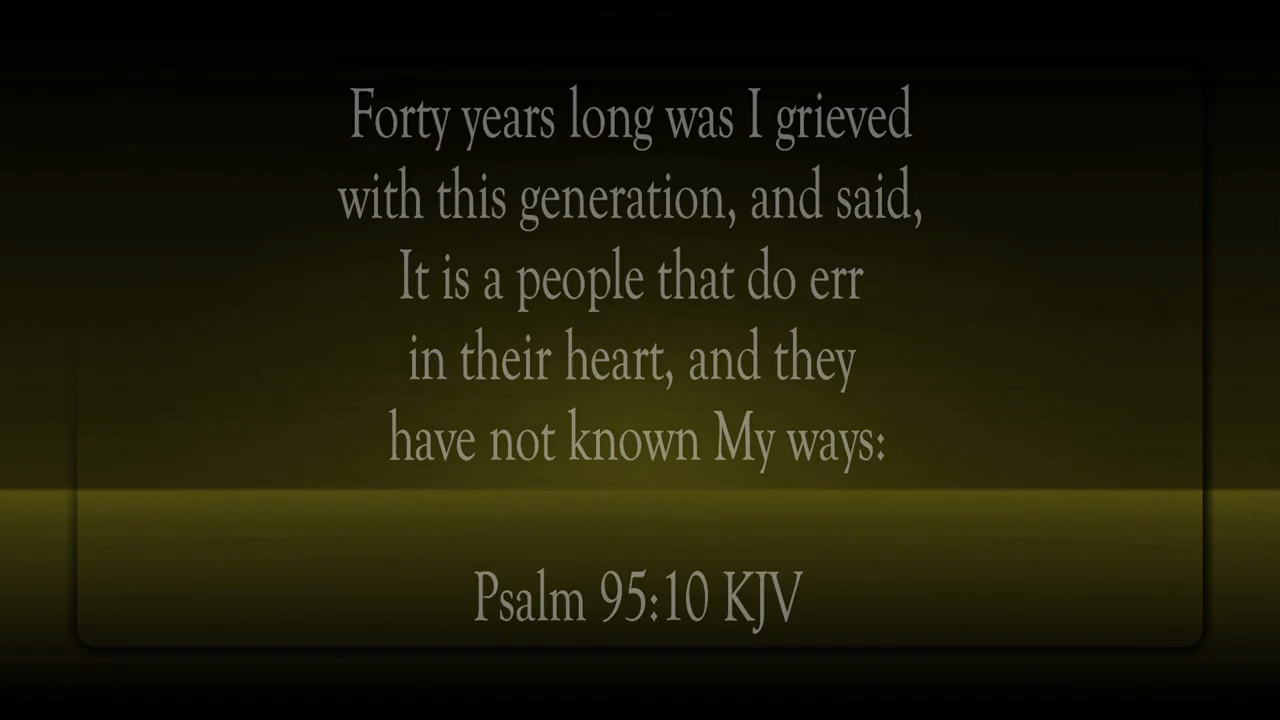 Forty years long was I grieved
with this generation, and said,
It is a people that do err
in their heart, and they
have not known My ways:
Psalm 95:10 KJV